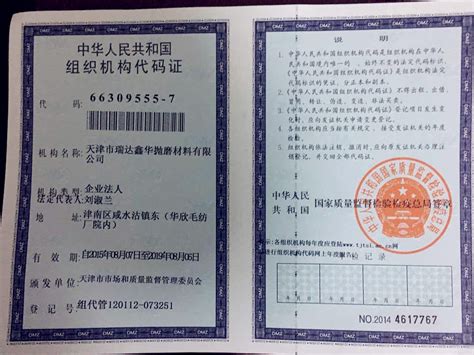 中华人民共和国
组织机构代码证
代 码: 66309555-7
机构名称: 天津市瑞达鑫华抛磨材料有限
公司
机构类型: 企业法人
法定代表人:刘淑兰
地 址: 津南区咸水沽镇东(华欣毛纺
厂院内)
有 效 期: 自2015年08月07日至2019年08月06日
颁发单位: 天津市市场和质量监督管理委员会
登 记 号: 组代管120112-073251
说 明
1. 中华人民共和国组织机构代码是组织机构在中华人
民共和国境内唯一的、始终不变的法定代码标识,
《中华人民共和国组织机构代码证》是组织机构法定
代码标识的凭证,分正本和副本。
2.《中华人民共和国组织机构代码证》不得出租、出借、
冒用、转让、伪造、变造、非法买卖。
3.《中华人民共和国组织机构代码证》登记项目发生变
化时,应向发证机关申请变更登记。
4. 各组织机构应当按有关规定,接受发证机关的年度
验证。
5. 组织机构依法注销、撤消时,应向原发证机关办理注
销登记,并交回全部代码证。
中华人民
共和国
国家质量监督检验检疫总局签章
年 检 记 录
NO.2014 4617767